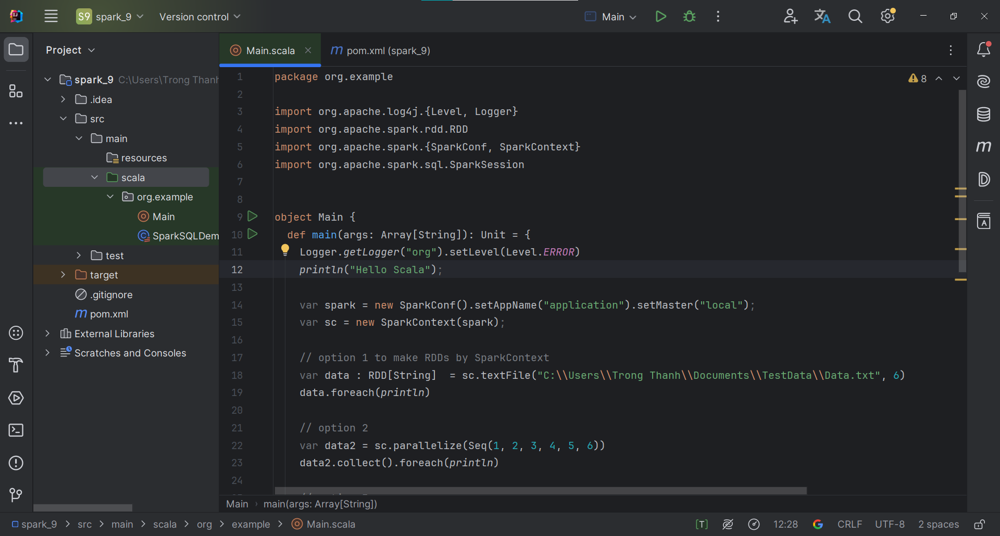 S9 spark_9 Version control Main
Project
Main.scala
pom.xml (spark_9)
spark_9 C:\Users\Trong Thanh
.idea
src
main
resources
scala
org.example
Main
SparkSQLDem
test
target
.gitignore
pom.xml
External Libraries
Scratches and Consoles
8
1 package org.example
2
3 import org.apache.log4j.{Level, Logger}
4 import org.apache.spark.rdd.RDD
5 import org.apache.spark.{SparkConf, SparkContext}
6 import org.apache.spark.sql.SparkSession
7
8
9 object Main {
10 def main(args: Array[String]): Unit = {
11 Logger.getLogger("org").setLevel(Level.ERROR)
12 println("Hello Scala");
13
14 var spark = new SparkConf().setAppName("application").setMaster("local");
15 var sc = new SparkContext(spark);
16
17 // option 1 to make RDDs by SparkContext
18 var data : RDD[String]  = sc.textFile("C:\\Users\\Trong Thanh\\Documents\\TestData\\Data.txt", 6)
19 data.foreach(println)
20
21 // option 2
22 var data2 = sc.parallelize(Seq(1, 2, 3, 4, 5, 6))
23 data2.collect().foreach(println)
24
Main › main(args: Array[String])
spark_9 > src > main > scala > org > example > Main.scala
[T] 12:28 G CRLF UTF-8 2 spaces